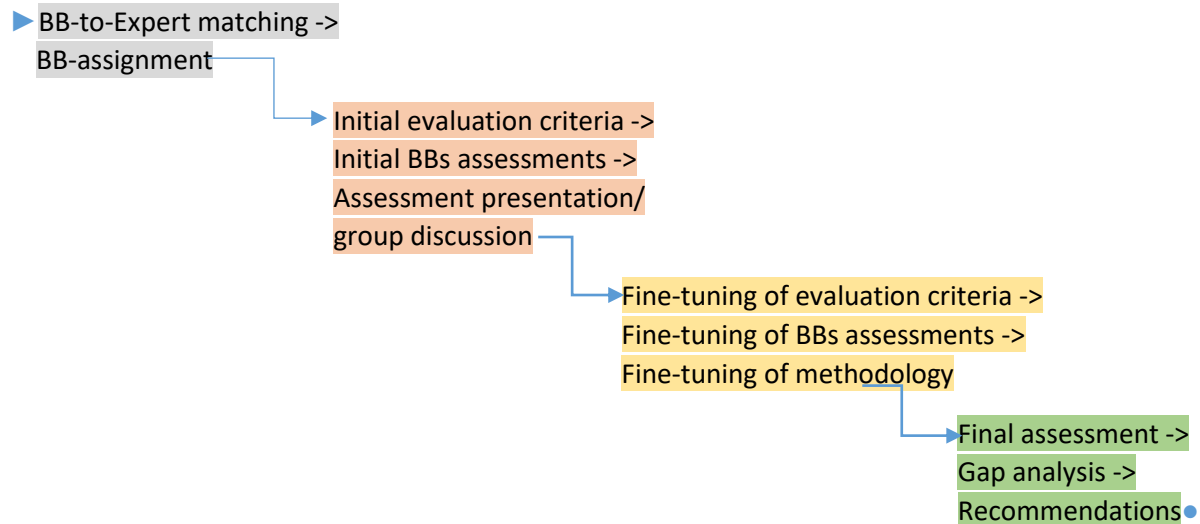 BB-to-Expert matching ->
BB-assignment
Initial evaluation criteria ->
Initial BBs assessments ->
Assessment presentation/
group discussion
Fine-tuning of evaluation criteria ->
Fine-tuning of BBs assessments ->
Fine-tuning of methodology
Final assessment ->
Gap analysis ->
Recommendations